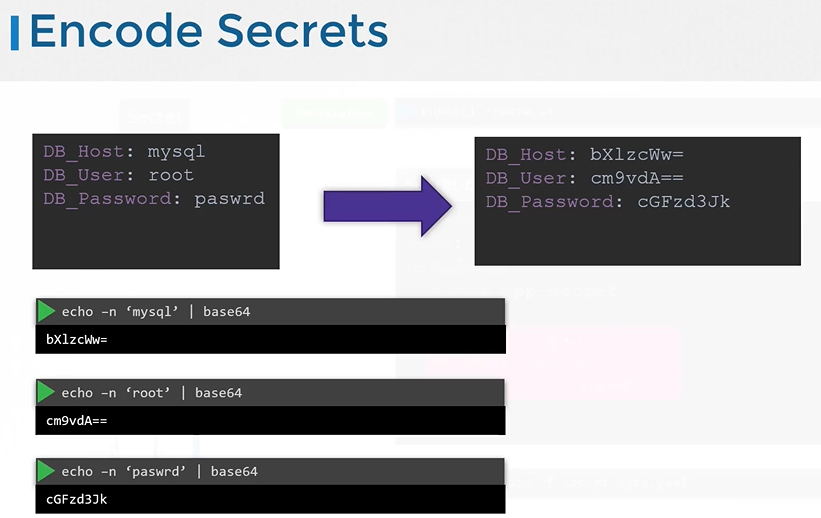 Encode Secrets
DB_Host: mysql
DB_User: root
DB_Password: paswrd
DB_Host: bXlzcWw=
DB_User: cm9vdA==
DB_Password: cGFzd3Jk
echo –n ‘mysql’ | base64
bXlzcWw=
echo –n ‘root’ | base64
cm9vdA==
echo –n ‘paswrd’ | base64
cGFzd3Jk